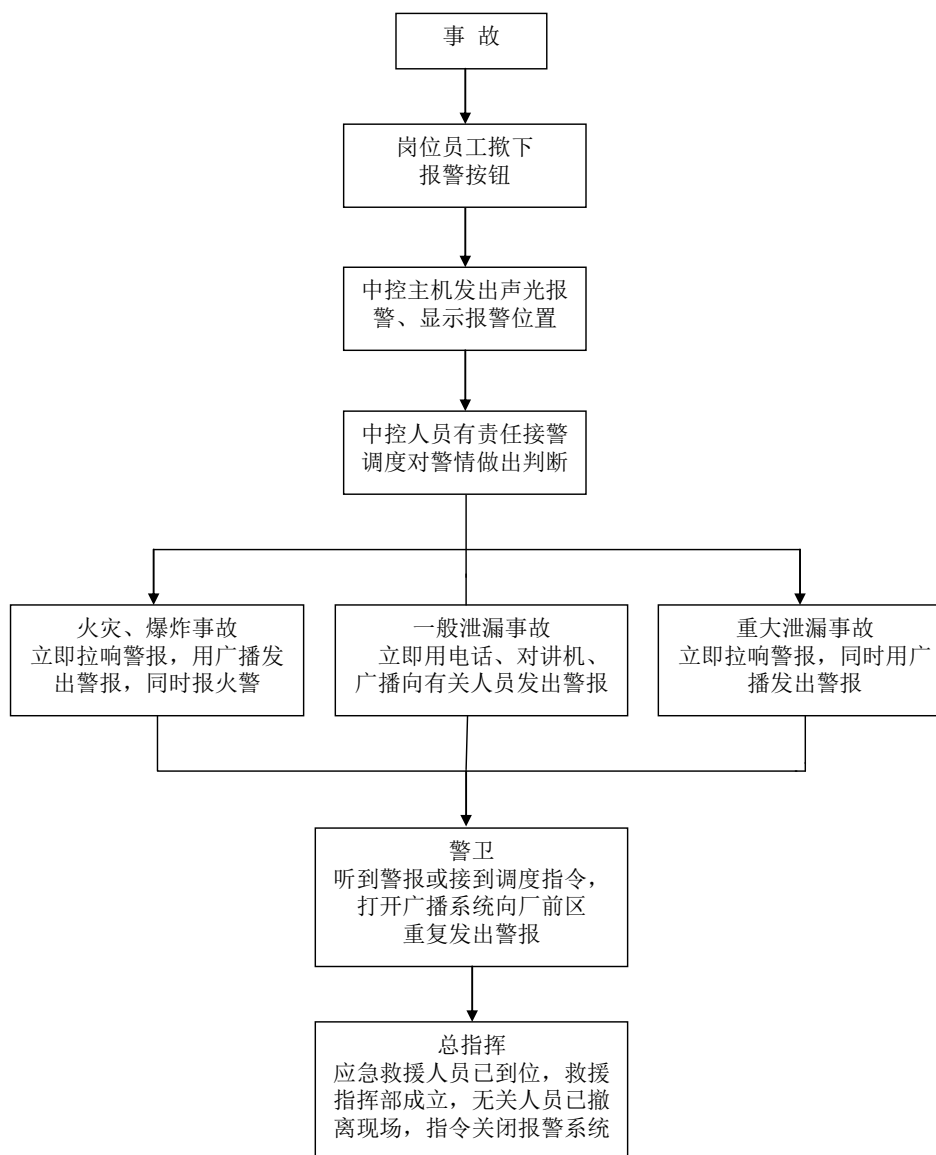 事 故
岗位员工揿下
报警按钮
中控主机发出声光报
警、显示报警位置
中控人员有责任接警
调度对警情做出判断
火灾、爆炸事故
立即拉响警报，用广播发
出警报，同时报火警
一般泄漏事故
立即用电话、对讲机、
广播向有关人员发出警报
重大泄漏事故
立即拉响警报，同时用广
播发出警报
警卫
听到警报或接到调度指令，
打开广播系统向厂前区
重复发出警报
总指挥
应急救援人员已到位，救援
指挥部成立，无关人员已撤
离现场，指令关闭报警系统